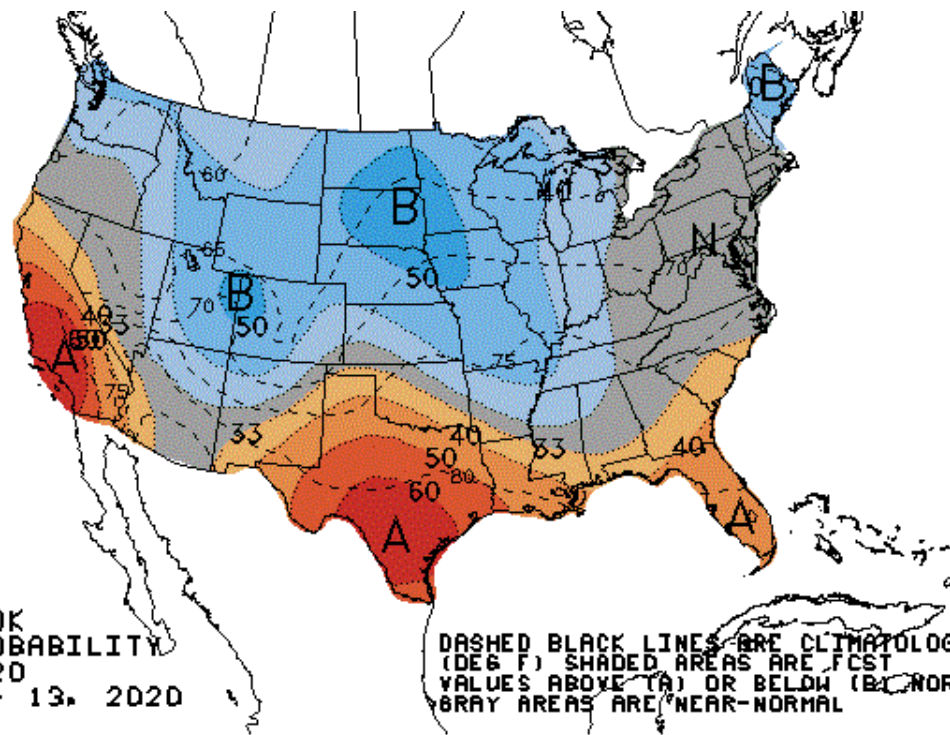 B
60
40
B
N
65
70
B
50
50
70
40
33
50
A
75
75
33
40
33
40
50
80
60
A
A
DASHED BLACK LINES ARE CLIMATOLOG
OK
(DEG F) SHADED AREAS ARE FCST
OBABILITY
VALUES ABOVE (A) OR BELOW (B) NOR
20
GRAY AREAS ARE NEAR-NORMAL
13. 2020